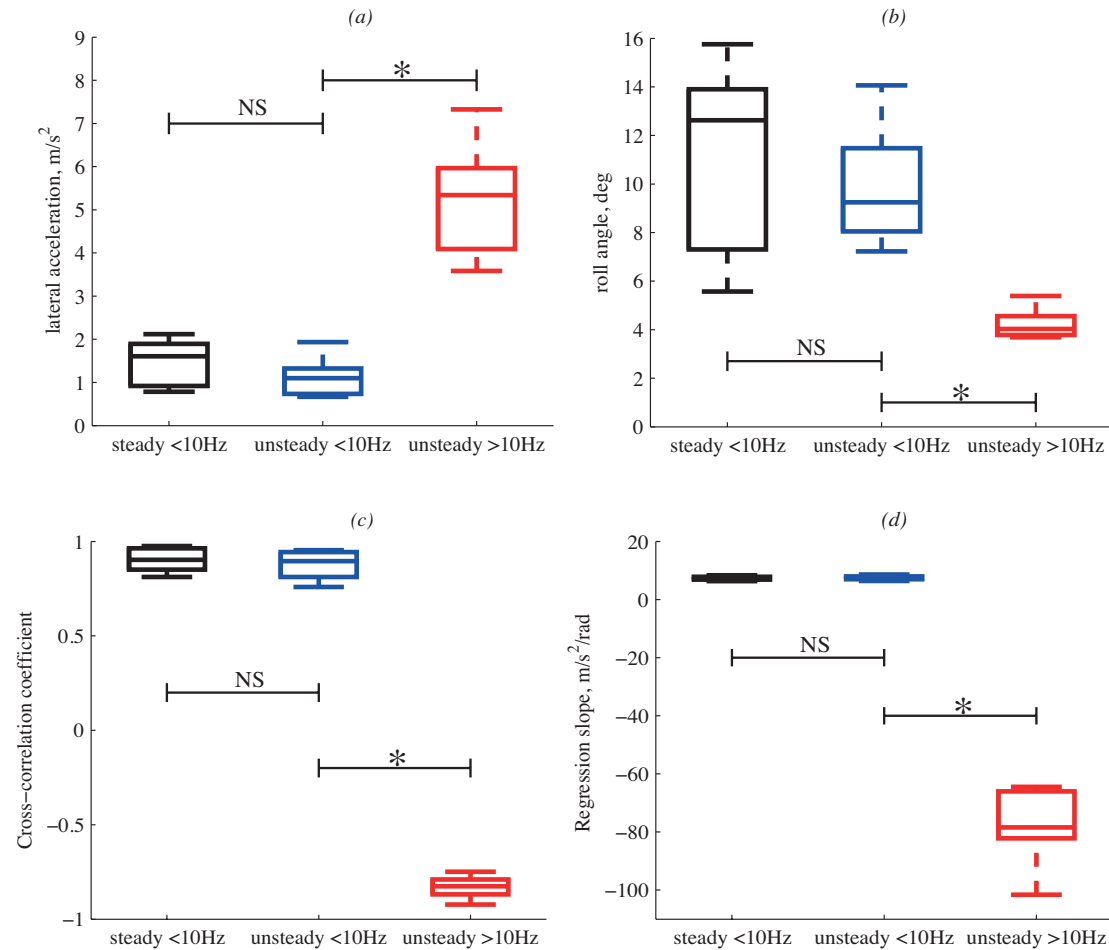 (a)
9
8
7
6
5
4
3
2
1
0
lateral acceleration, m/s²
NS
*
steady <10Hz unsteady <10Hz unsteady >10Hz
(b)
16
14
12
10
8
6
4
2
0
roll angle, deg
NS
*
steady <10Hz unsteady <10Hz unsteady >10Hz
(c)
1
0.5
0
−0.5
−1
Cross−correlation coefficient
NS
*
steady <10Hz unsteady <10Hz unsteady >10Hz
(d)
20
0
−20
−40
−60
−80
−100
Regression slope, m/s²/rad
NS
*
steady <10Hz unsteady <10Hz unsteady >10Hz